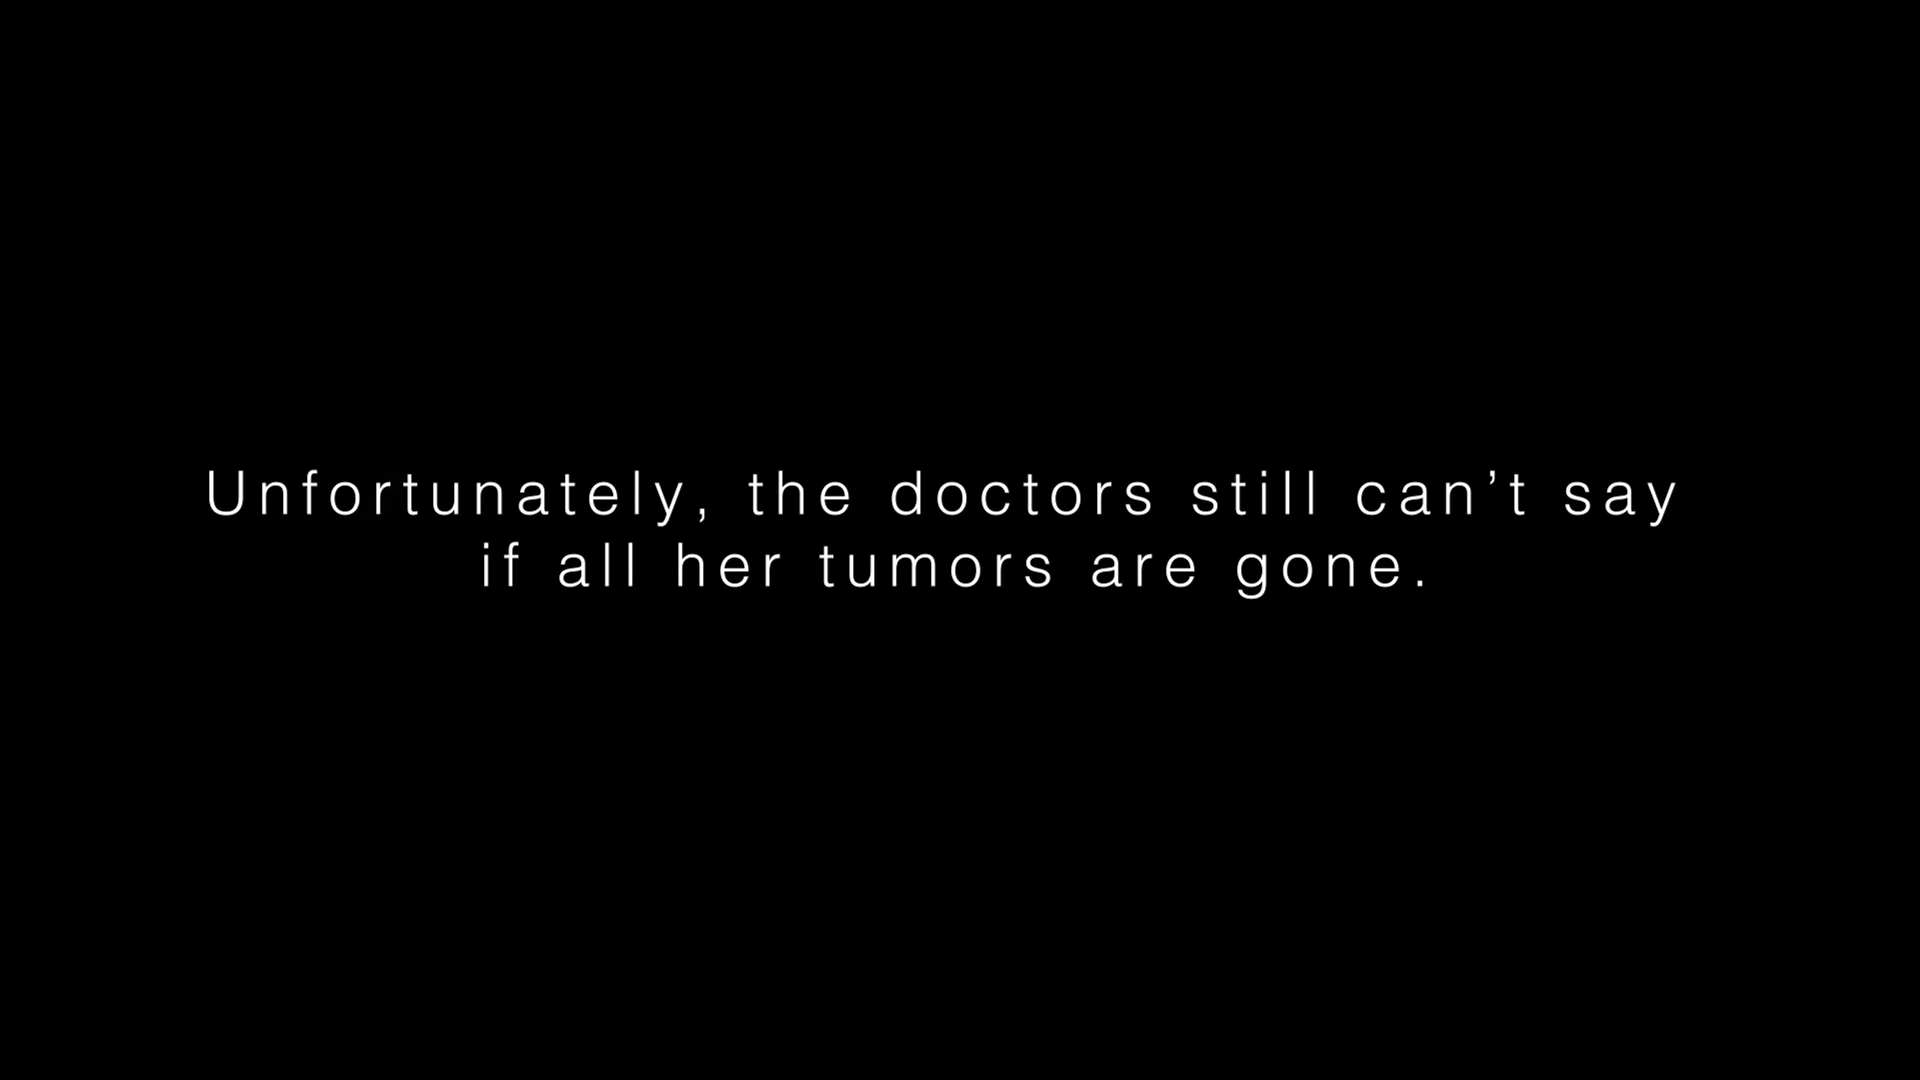 Unfortunately, the doctors still can’t say
if all her tumors are gone.